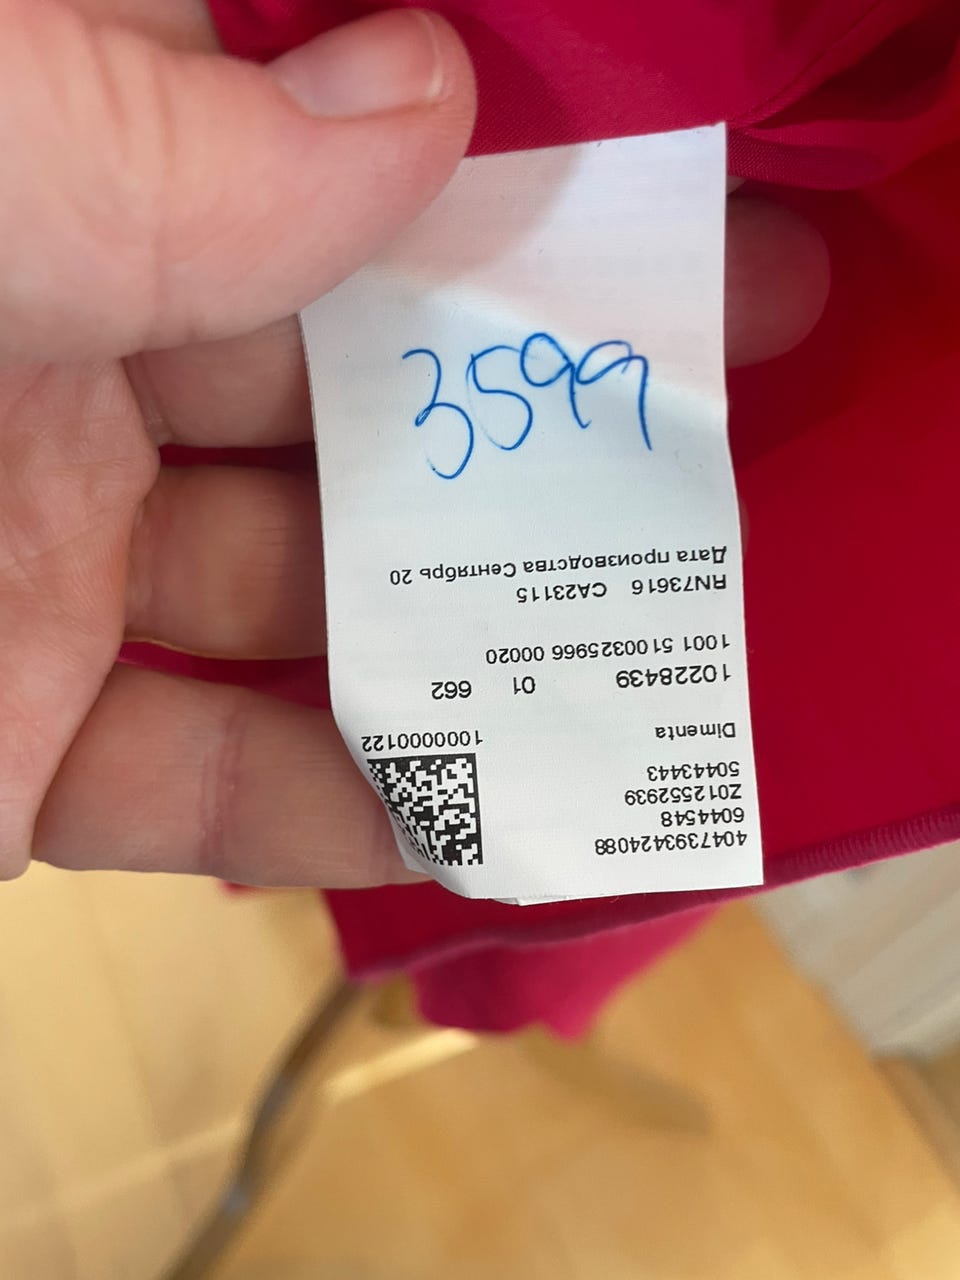 3599
4047393424088
6044548
Z012552939
50443443
Dimenta
1000000122
10228439 01 662
1001 51 00325966 00020
RN73616 CA23115
Дата производства Сентябрь 20